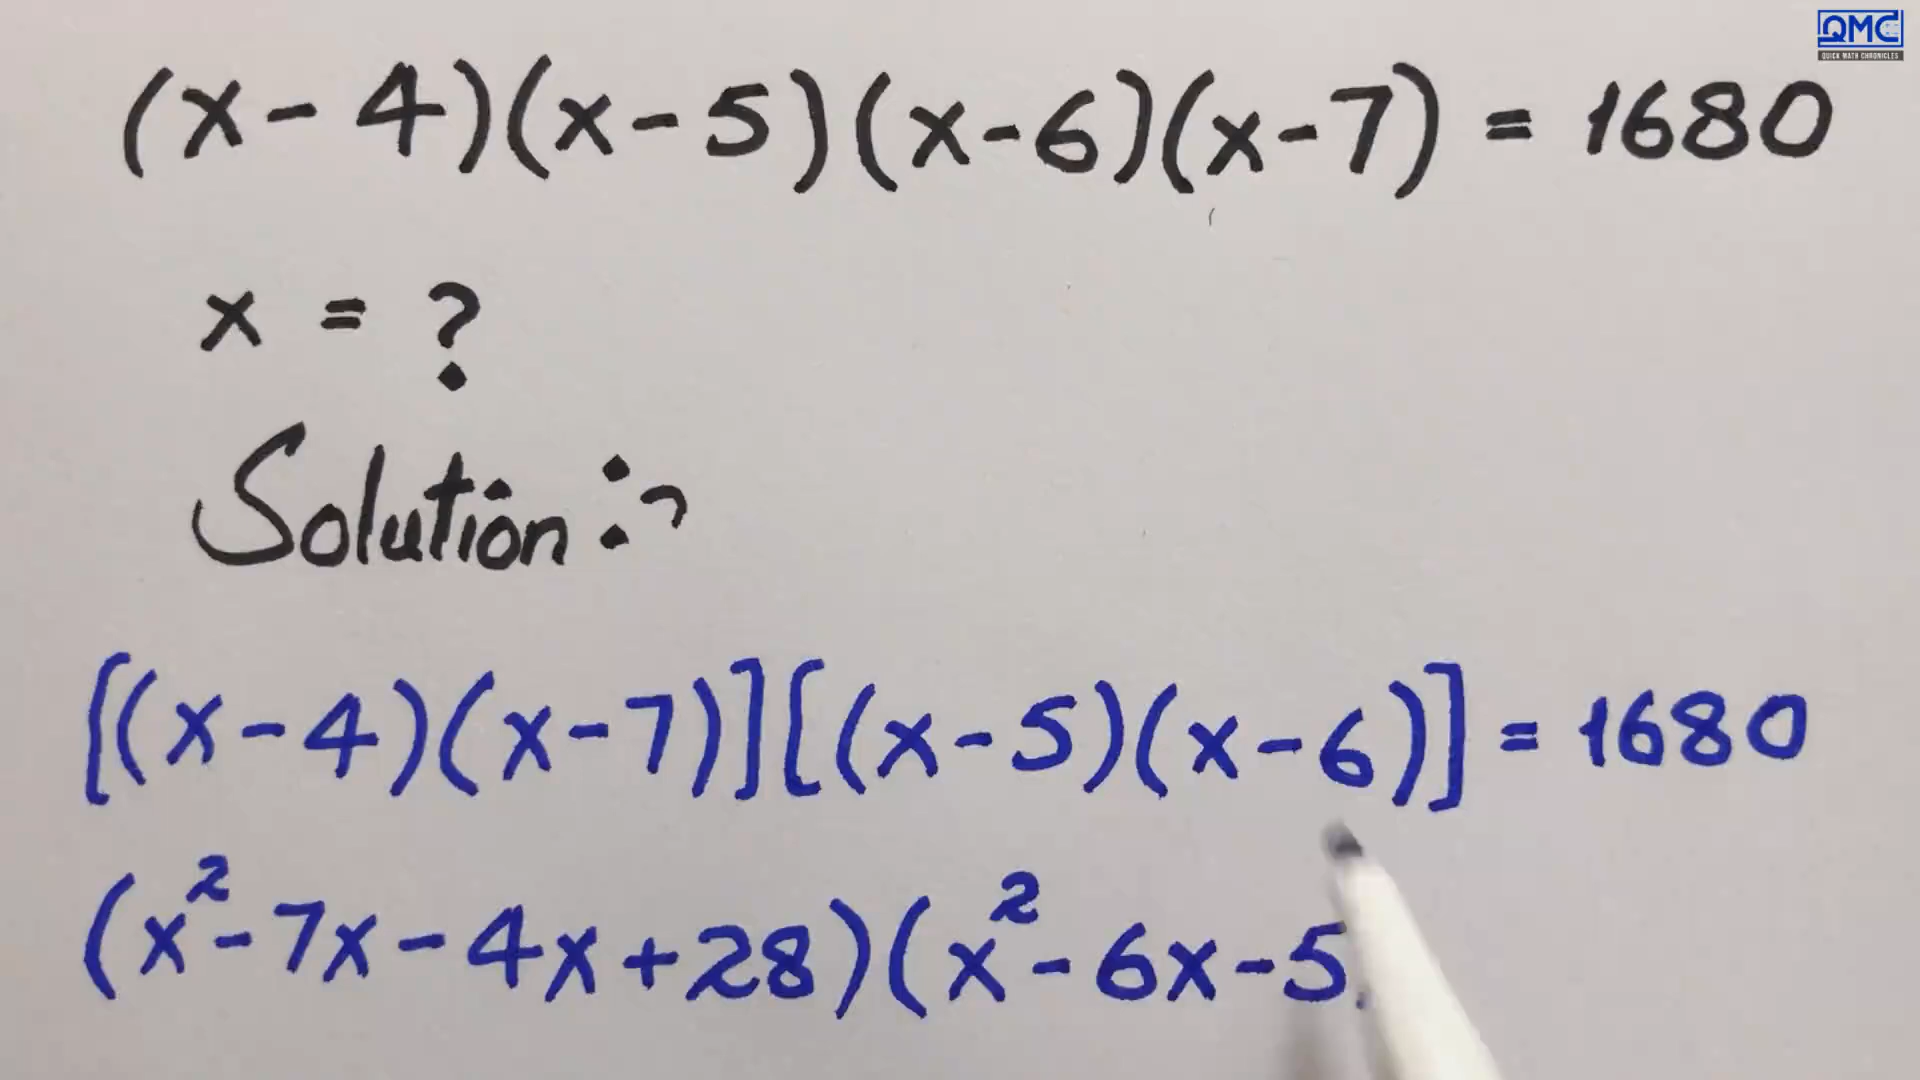 QMC
QUICK MATH CHRONICLES
(x-4)(x-5)(x-6)(x-7) = 1680
x = ?
Solution :
[(x-4)(x-7)][(x-5)(x-6)] = 1680
(x²-7x-4x+28)(x²-6x-5